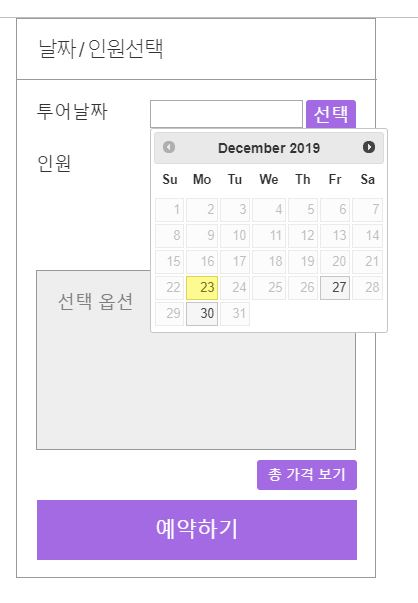 날짜 / 인원선택
투어날짜
선택
December 2019
Su Mo Tu We Th Fr Sa
1 2 3 4 5 6 7
8 9 10 11 12 13 14
15 16 17 18 19 20 21
22 23 24 25 26 27 28
29 30 31
인원
선택 옵션
총 가격 보기
예약하기